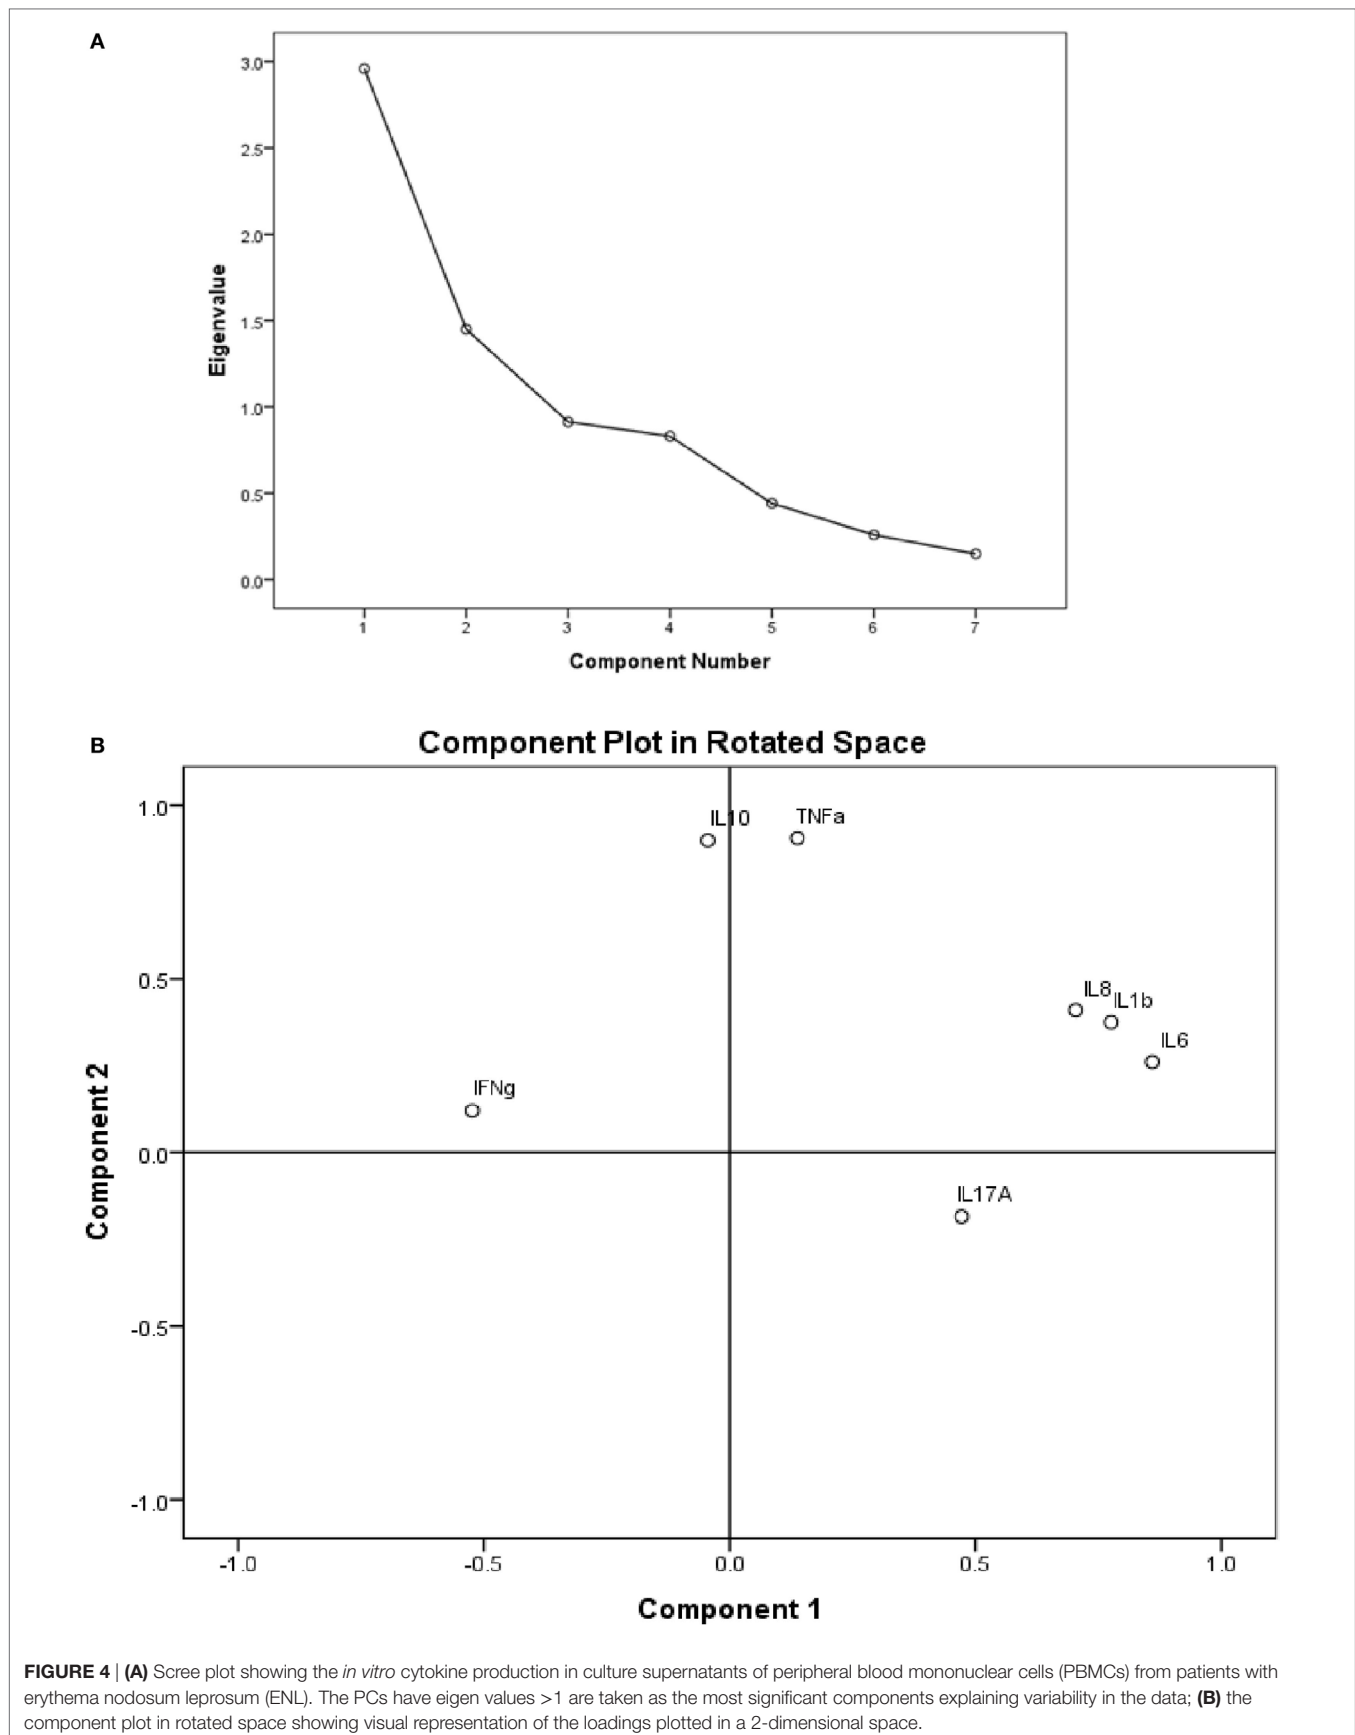 A
3.0
2.5
2.0
1.5
1.0
0.5
0.0
Eigenvalue
1 2 3 4 5 6 7
Component Number
B
Component Plot in Rotated Space
1.0
0.5
0.0
-0.5
-1.0
Component 2
IL10
TNFa
IL8
IL1b
IL6
IFNg
IL17A
-1.0 -0.5 0.0 0.5 1.0
Component 1
FIGURE 4 | (A) Scree plot showing the in vitro cytokine production in culture supernatants of peripheral blood mononuclear cells (PBMCs) from patients with
erythema nodosum leprosum (ENL). The PCs have eigen values >1 are taken as the most significant components explaining variability in the data; (B) the
component plot in rotated space showing visual representation of the loadings plotted in a 2-dimensional space.